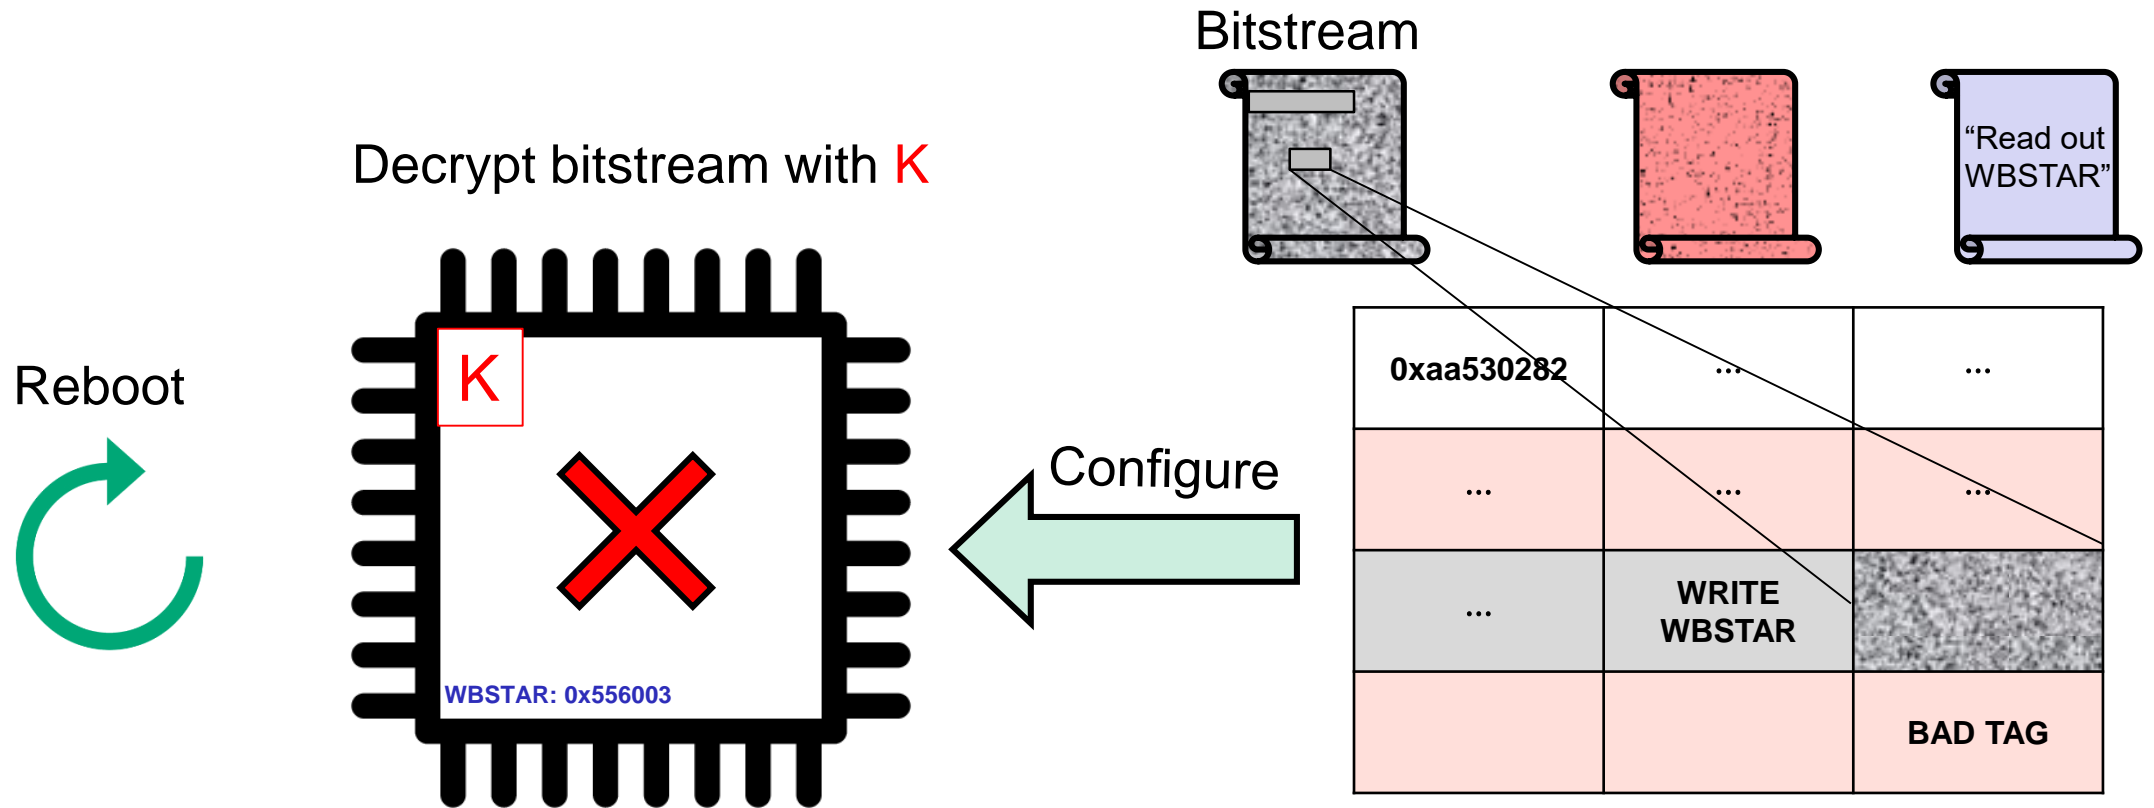 Bitstream
“Read out
WBSTAR”
Decrypt bitstream with K
K
Reboot
WBSTAR: 0x556003
Configure
0xaa530282 ... ...
... ... ...
... WRITE
WBSTAR
BAD TAG